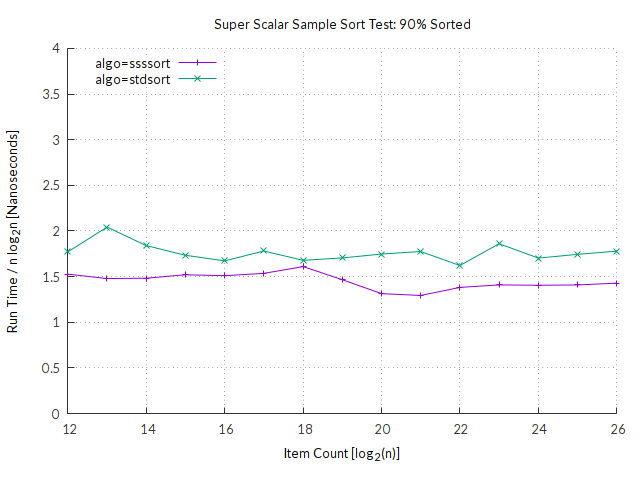 Super Scalar Sample Sort Test: 90% Sorted
algo=ssssort
algo=stdsort
4
3.5
3
2.5
2
1.5
1
0.5
0
Run Time / n log2n [Nanoseconds]
12 14 16 18 20 22 24 26
Item Count [log2(n)]